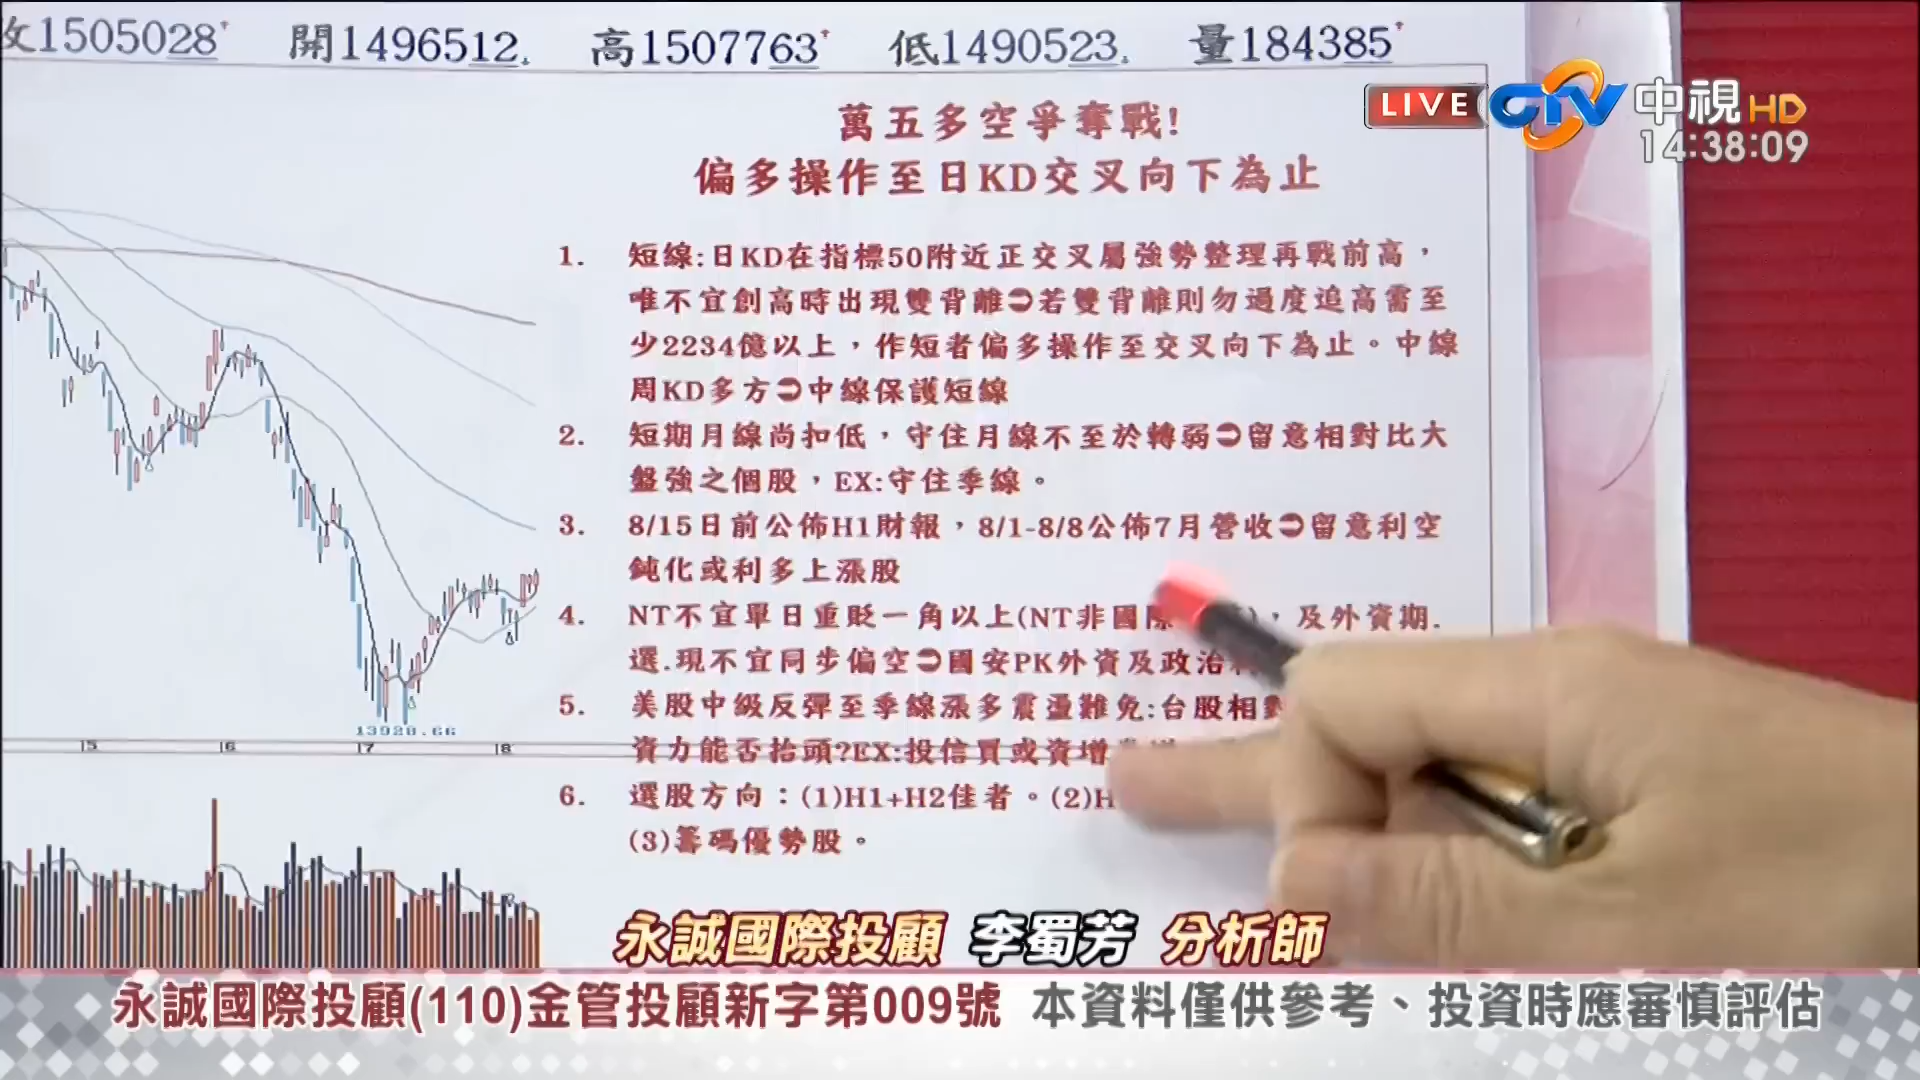 收1505028 開1496512 高1507763 低1490523 量184385
LIVE CTV 中視HD
14:38:09
萬五多空爭奪戰!
偏多操作至日KD交叉向下為止
1. 短線:日KD在指標50附近正交叉屬強勢整理再戰前高，
唯不宜創高時出現雙背離➲若雙背離則勿過度追高需至
少2234億以上，作短者偏多操作至交叉向下為止。中線
周KD多方➲中線保護短線
2. 短期月線尚扣低，守住月線不至於轉弱➲留意相對比大
盤強之個股，EX:守住季線。
3. 8/15日前公佈H1財報，8/1-8/8公佈7月營收➲留意利空
鈍化或利多上漲股
4. NT不宜單日重貶一角以上(NT非國際)，及外資期.
選.現不宜同步偏空➲國安PK外資及政治
5. 美股中級反彈至季線漲多震盪難免:台股相對
資力能否抬頭?EX:投信買或資增
6. 選股方向：(1)H1+H2佳者。(2)H
(3)籌碼優勢股。
13928.66
5 6 7 8
永誠國際投顧 李蜀芳 分析師
永誠國際投顧(110)金管投顧新字第009號 本資料僅供參考、投資時應審慎評估